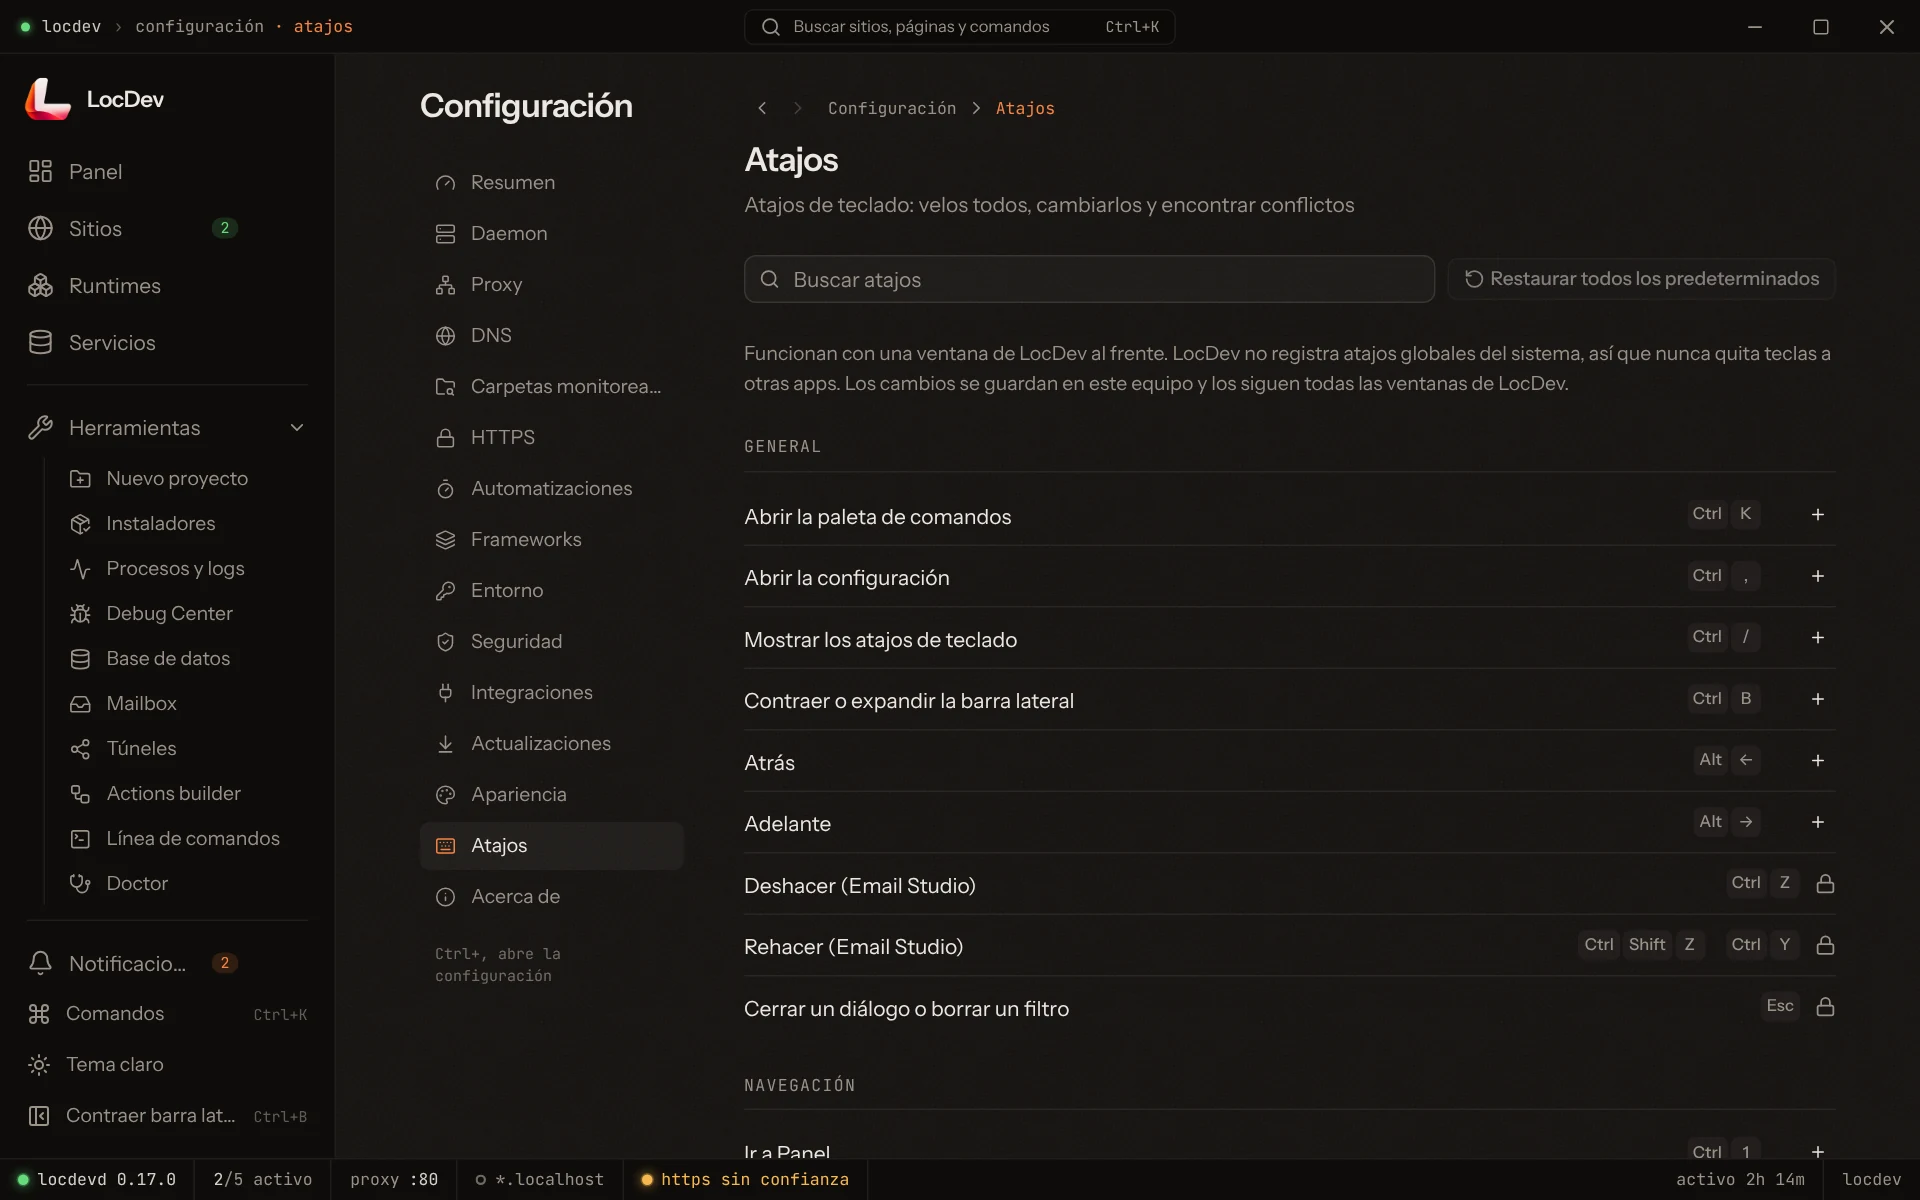 locdev › configuración · atajos
Buscar sitios, páginas y comandos Ctrl+K
LocDev
Panel
Sitios 2
Runtimes
Servicios
Herramientas
Nuevo proyecto
Instaladores
Procesos y logs
Debug Center
Base de datos
Mailbox
Túneles
Actions builder
Línea de comandos
Doctor
Notificacio... 2
Comandos Ctrl+K
Tema claro
Contraer barra lat... Ctrl+B
Configuración
Resumen
Daemon
Proxy
DNS
Carpetas monitorea...
HTTPS
Automatizaciones
Frameworks
Entorno
Seguridad
Integraciones
Actualizaciones
Apariencia
Atajos
Acerca de
Ctrl+, abre la
configuración
Configuración > Atajos
Atajos
Atajos de teclado: velos todos, cambiarlos y encontrar conflictos
Buscar atajos
Restaurar todos los predeterminados
Funcionan con una ventana de LocDev al frente. LocDev no registra atajos globales del sistema, así que nunca quita teclas a
otras apps. Los cambios se guardan en este equipo y los siguen todas las ventanas de LocDev.
GENERAL
Abrir la paleta de comandos Ctrl K +
Abrir la configuración Ctrl , +
Mostrar los atajos de teclado Ctrl / +
Contraer o expandir la barra lateral Ctrl B +
Atrás Alt ← +
Adelante Alt → +
Deshacer (Email Studio) Ctrl Z
Rehacer (Email Studio) Ctrl Shift Z Ctrl Y
Cerrar un diálogo o borrar un filtro Esc
NAVEGACIÓN
Ir a Panel Ctrl 1 +
locdevd 0.17.0 2/5 activo proxy :80 *.localhost https sin confianza activo 2h 14m locdev